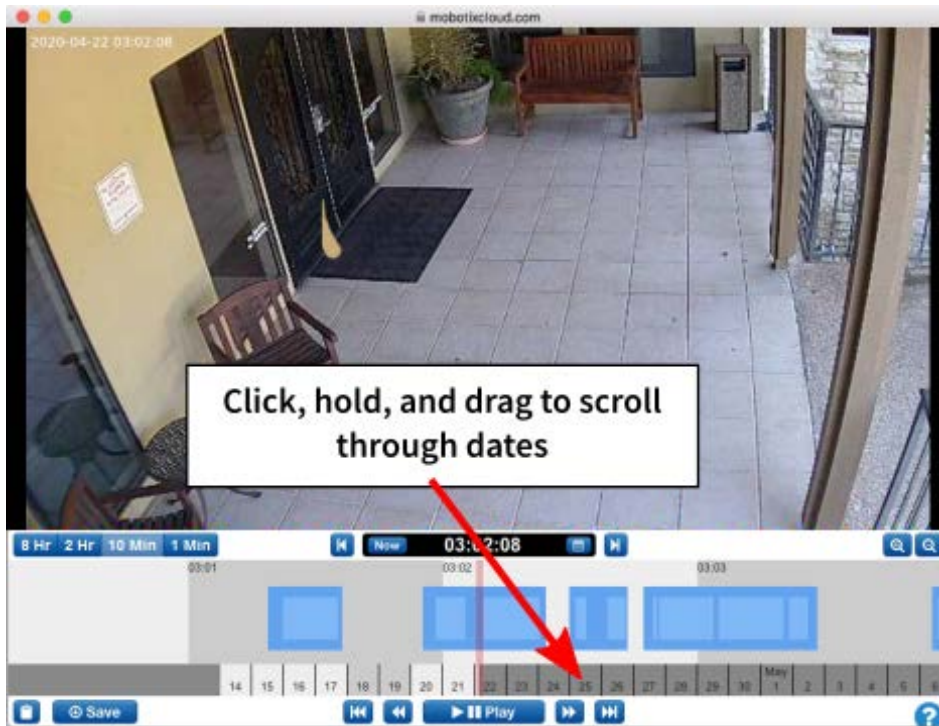 mobotixcloud.com
2020-04-22 03:02:08
Click, hold, and drag to scroll
through dates
8 Hr 2 Hr 10 Min 1 Min Now 03:02:08
03:01 03:02 03:03
May
14 15 16 17 18 19 20 21 22 23 24 25 26 27 28 29 30 1 2 3 4 5 6
Save Play ?